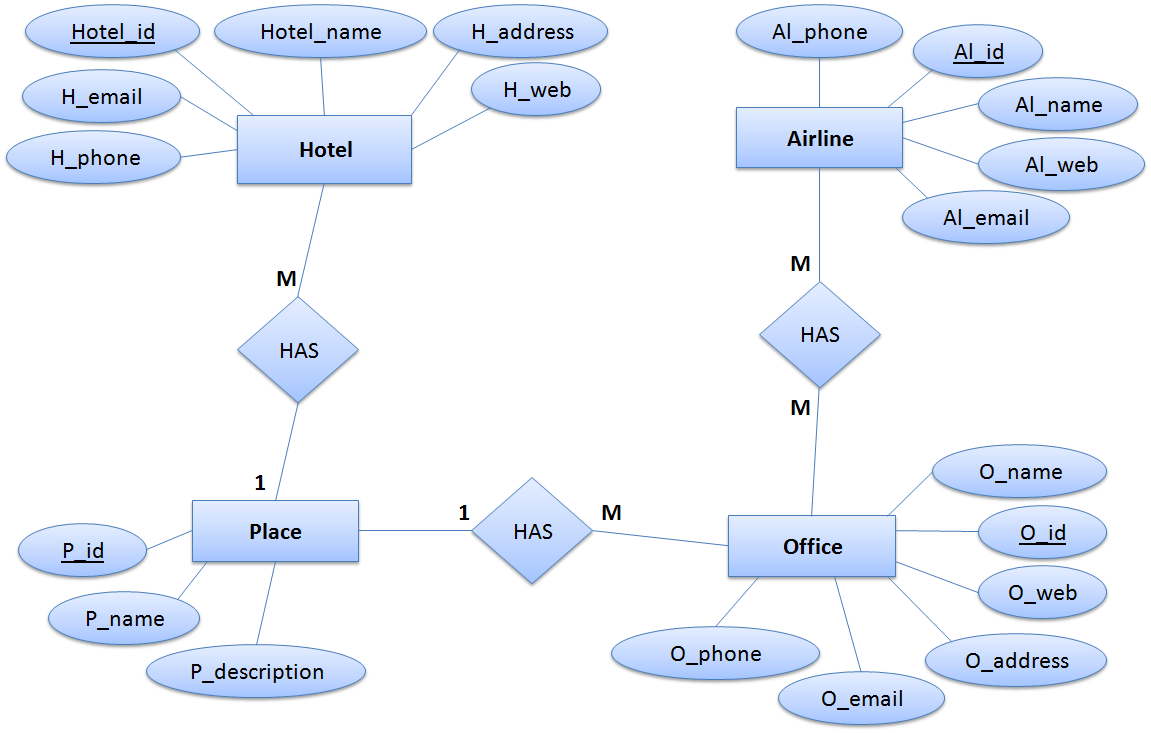 Hotel_id
Hotel_name
H_address
H_email
H_web
H_phone
Hotel
Al_phone
Al_id
Al_name
Airline
Al_web
Al_email
M
HAS
1
M
HAS
M
Place
1
HAS
M
Office
P_id
P_name
P_description
O_name
O_id
O_web
O_address
O_phone
O_email